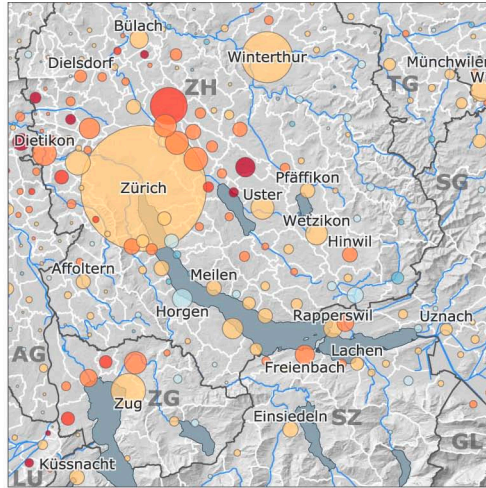 Bülach
Winterthur
Dielsdorf
Münchwilen
W
ZH
TG
Dietikon
Pfäffikon
SG
Zürich
Uster
Wetzikon
Hinwil
Affoltern
Meilen
Horgen
Rapperswil
Uznach
AG
Lachen
Freienbach
Zug
ZG
Einsiedeln
SZ
GL
Küssnacht
LU